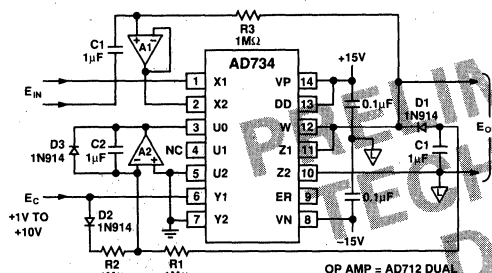 R3
1MΩ
C1
1μF
A1
AD734
+15V
E_IN
1 X1 VP 14
2 X2 DD 13
0.1μF
D1
1N914
3 U0 W 12
E_O
D3
1N914
C2
1μF
A2
NC
4 U1 Z1 11
C1
1μF
5 U2 Z2 10
L
L
E_C
6 Y1 ER 9
0.1μF
+1V TO
+10V
D2
1N914
7 Y2 VN 8
-15V
R2
R1
OP AMP = AD712 DUAL
PRELIM
TECH
D